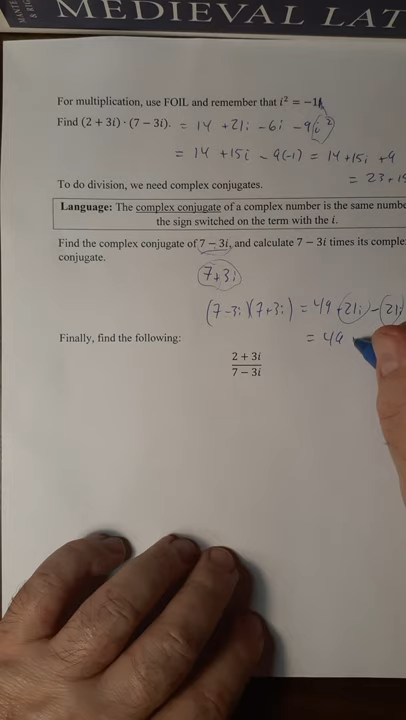 MEDIEVAL LAT
For multiplication, use FOIL and remember that i² = −1
Find (2 + 3i) · (7 − 3i). = 14 + 21i − 6i − 9i²
= 14 + 15i − 9(−1) = 14 + 15i + 9
= 23 + 15
To do division, we need complex conjugates.
Language: The complex conjugate of a complex number is the same numbe
the sign switched on the term with the i.
Find the complex conjugate of 7 − 3i, and calculate 7 − 3i times its comple
conjugate.
7+3i
(7−3i)(7+3i) = 49 + 21i − 21i
Finally, find the following: = 49
2 + 3i
7 − 3i